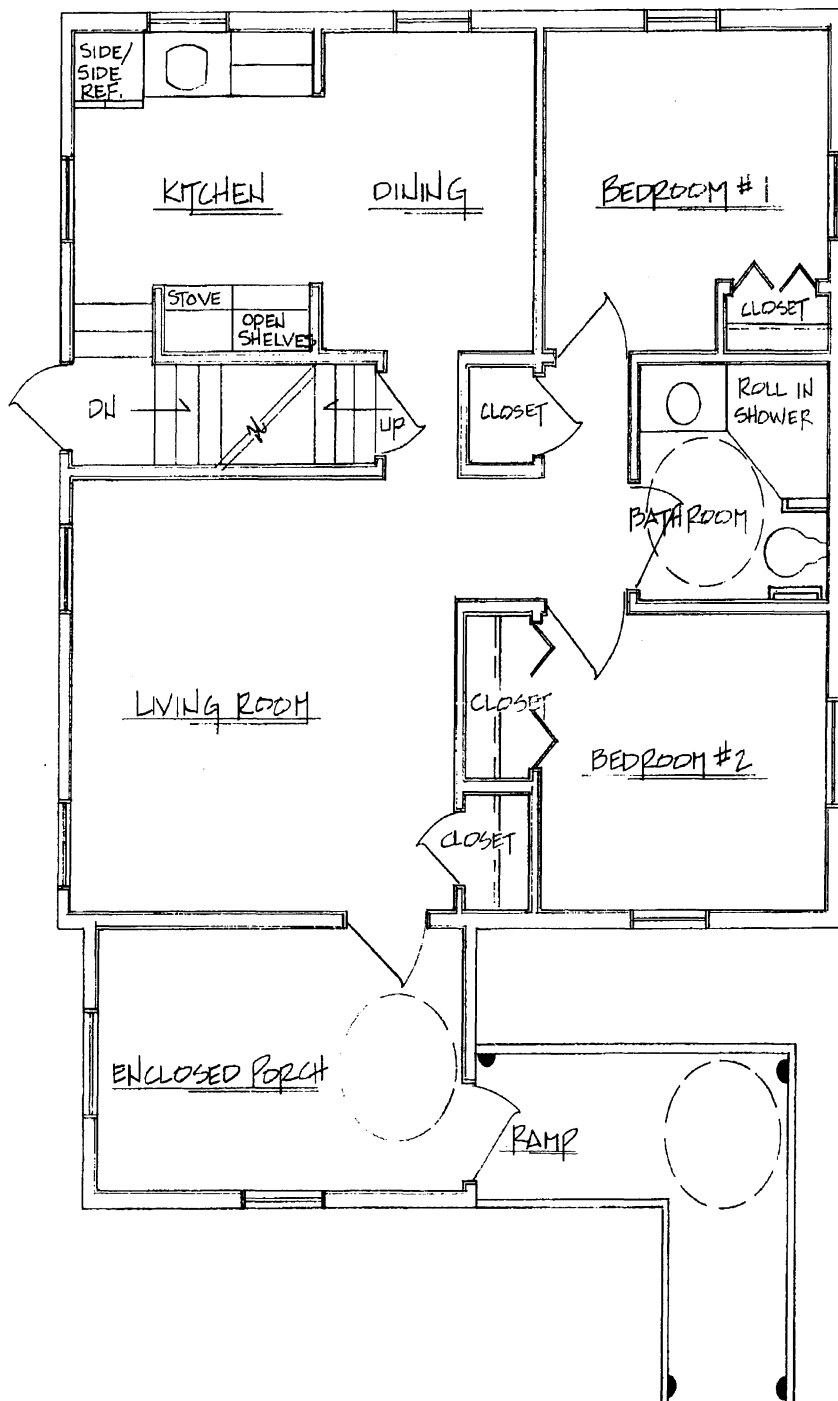 SIDE/
SIDE
REF.
KITCHEN
DINING
BEDROOM #1
STOVE
OPEN
SHELVES
CLOSET
DN
UP
CLOSET
ROLL IN
SHOWER
BATHROOM
LIVING ROOM
CLOSET
BEDROOM #2
CLOSET
ENCLOSED PORCH
RAMP